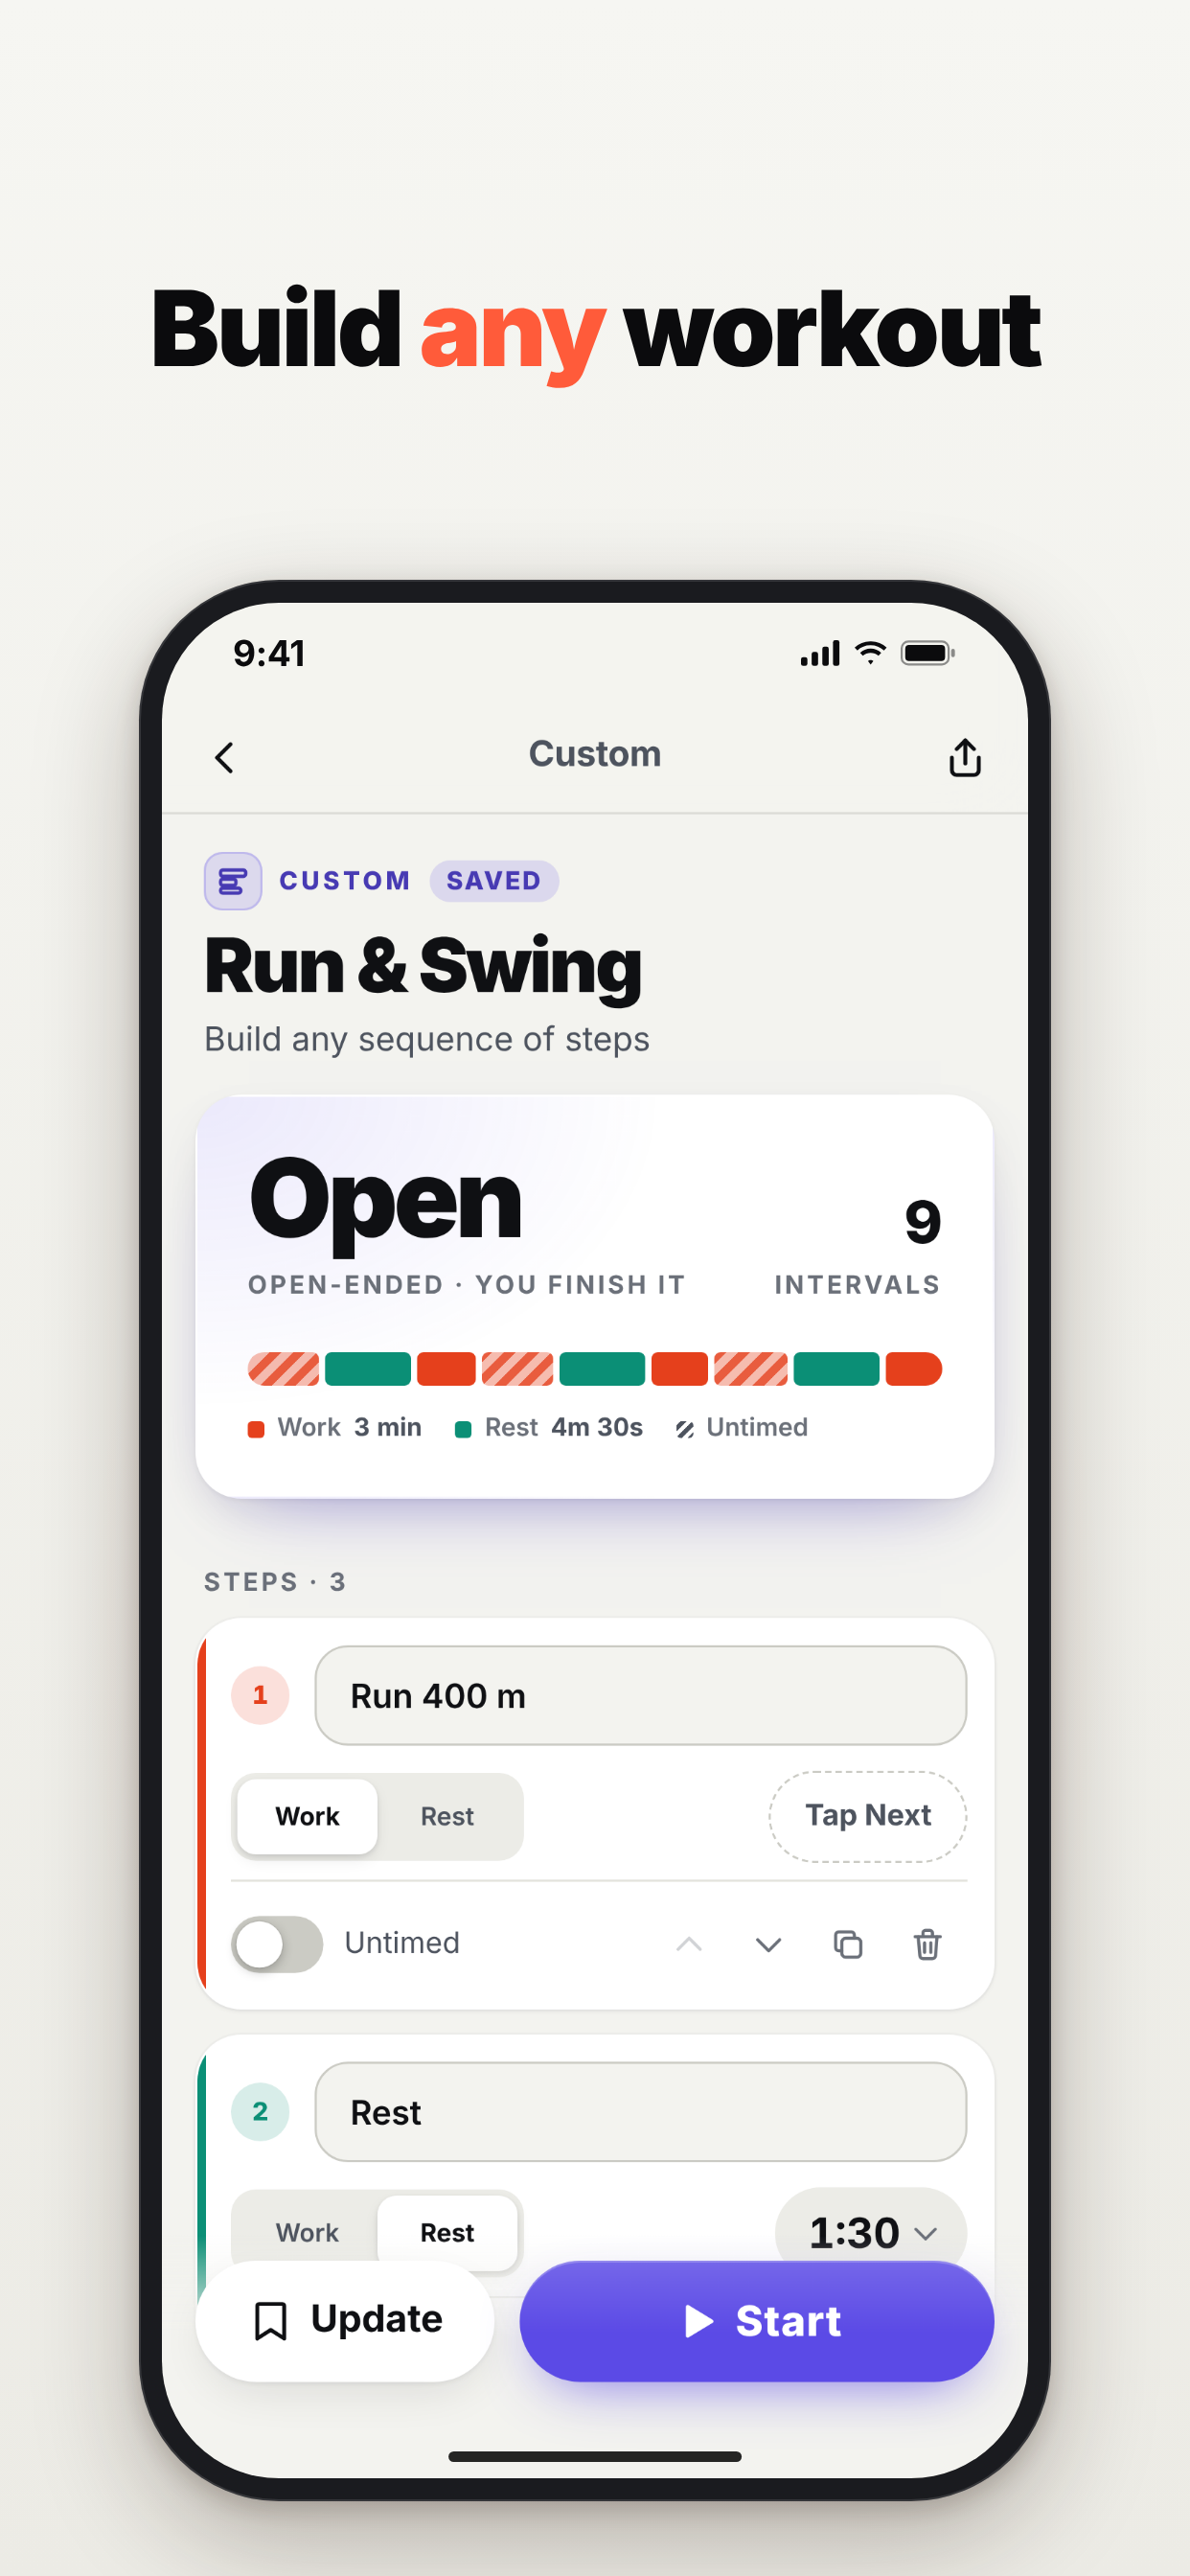 Build any workout
9:41
Custom
CUSTOM SAVED
Run & Swing
Build any sequence of steps
Open 9
OPEN-ENDED · YOU FINISH IT INTERVALS
Work 3 min Rest 4m 30s Untimed
STEPS · 3
1 Run 400 m
Work Rest Tap Next
Untimed
2 Rest
Work Rest 1:30
Update Start